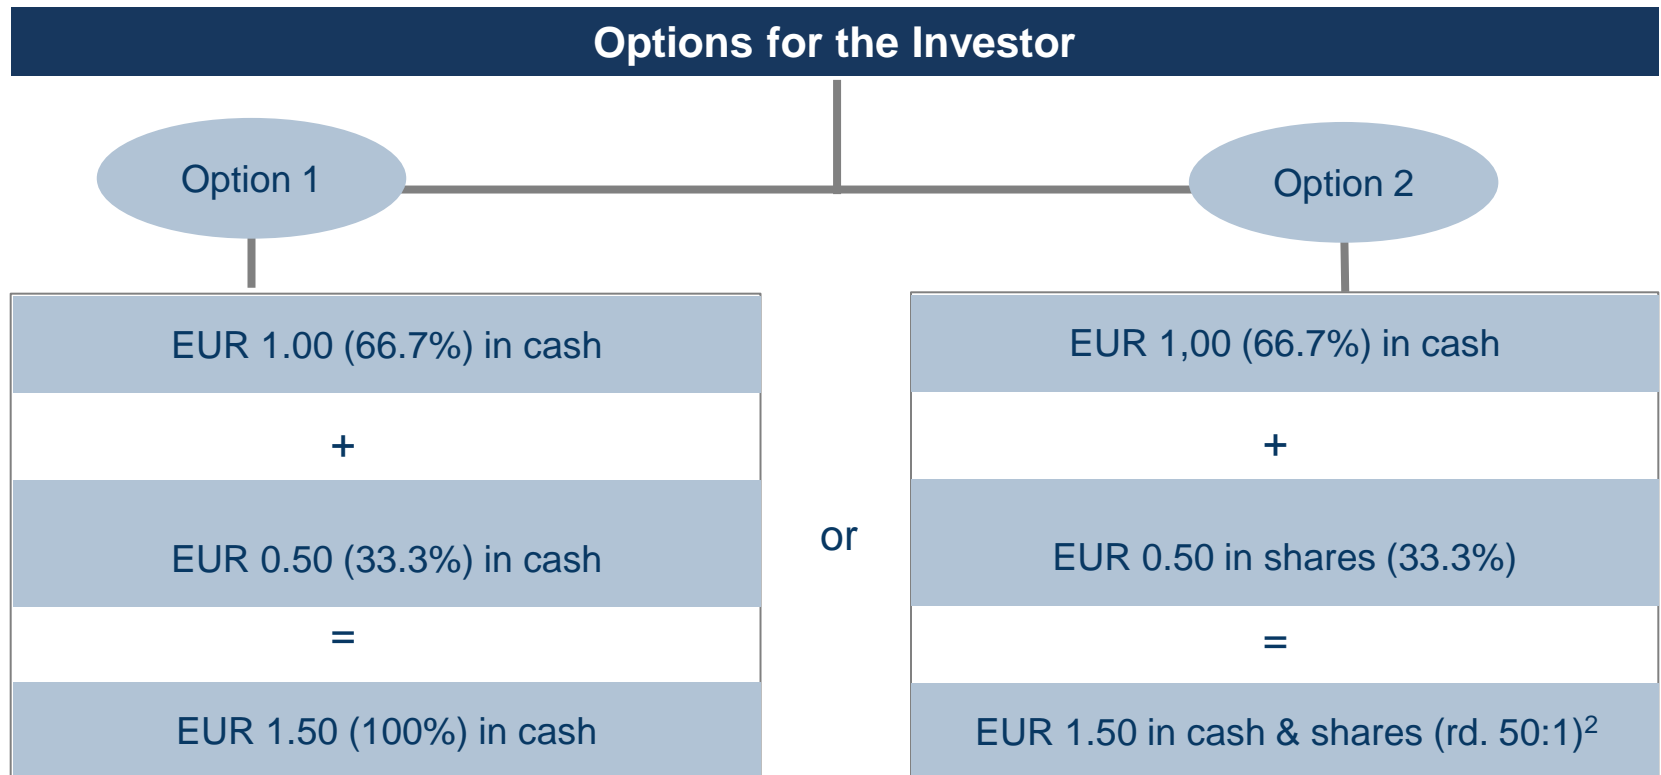 Options for the Investor
Option 1
Option 2
EUR 1.00 (66.7%) in cash
+
EUR 0.50 (33.3%) in cash
=
EUR 1.50 (100%) in cash
or
EUR 1,00 (66.7%) in cash
+
EUR 0.50 in shares (33.3%)
=
EUR 1.50 in cash & shares (rd. 50:1)²